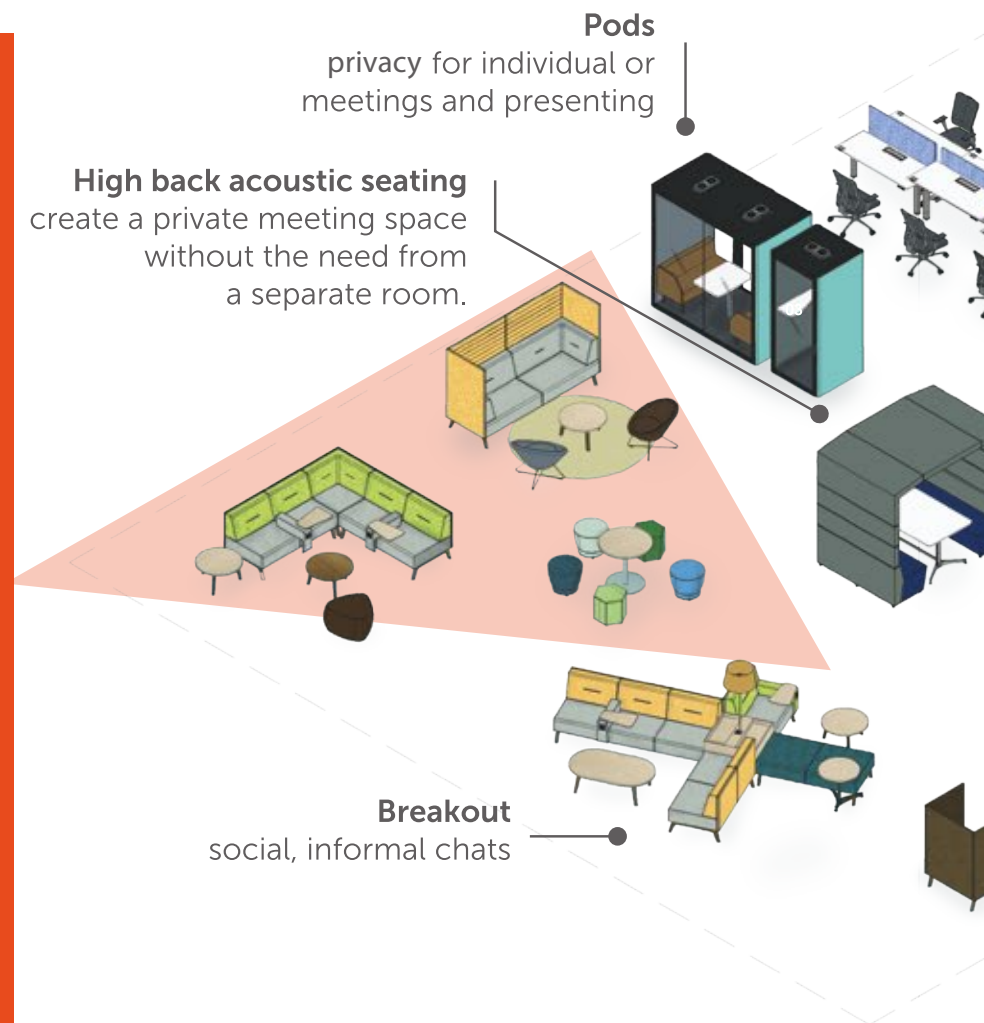 Pods
privacy for individual or
meetings and presenting
High back acoustic seating
create a private meeting space
without the need from
a separate room.
Breakout
social, informal chats